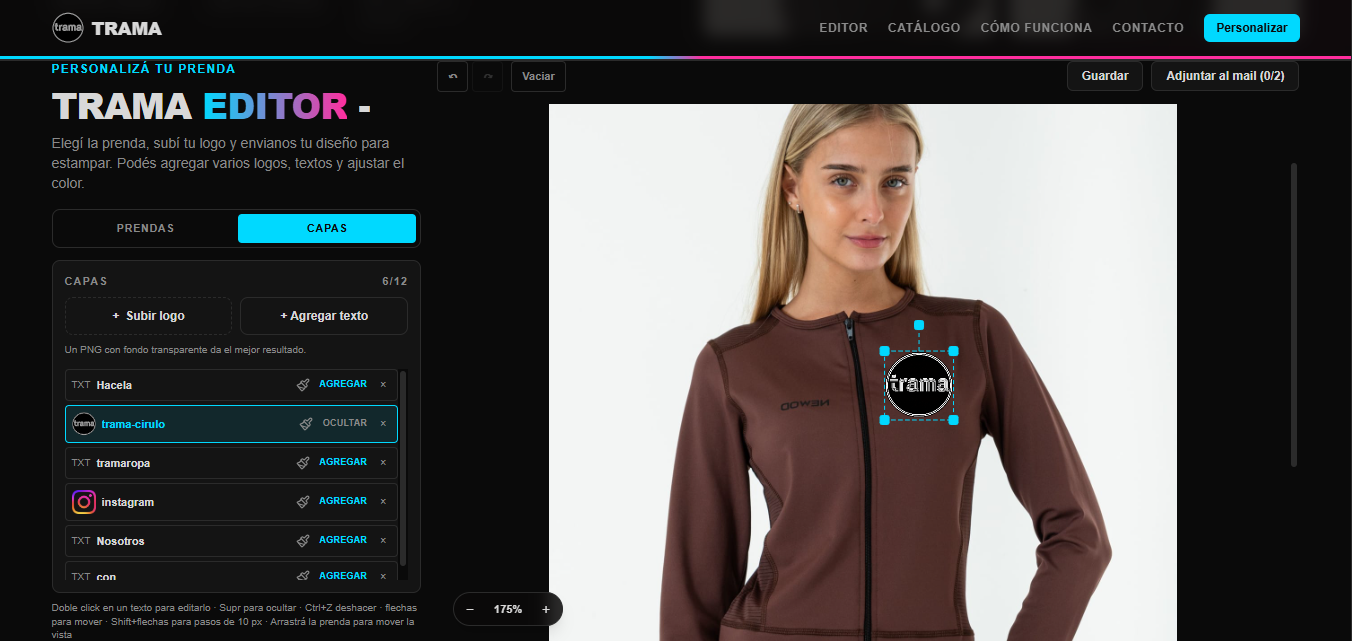 trama TRAMA
EDITOR CATÁLOGO CÓMO FUNCIONA CONTACTO Personalizar
PERSONALIZÁ TU PRENDA
Vaciar
Guardar Adjuntar al mail (0/2)
TRAMA EDITOR -
Elegí la prenda, subí tu logo y envianos tu diseño para
estampar. Podés agregar varios logos, textos y ajustar el
color.
PRENDAS CAPAS
CAPAS 6/12
+ Subir logo + Agregar texto
Un PNG con fondo transparente da el mejor resultado.
TXT Hacela AGREGAR ×
trama trama-cirulo OCULTAR ×
TXT tramaropa AGREGAR ×
instagram AGREGAR ×
TXT Nosotros AGREGAR ×
TXT con AGREGAR ×
Doble click en un texto para editarlo · Supr para ocultar · Ctrl+Z deshacer · flechas
para mover · Shift+flechas para pasos de 10 px · Arrastrá la prenda para mover la
vista
NEWOD
trama
− 175% +